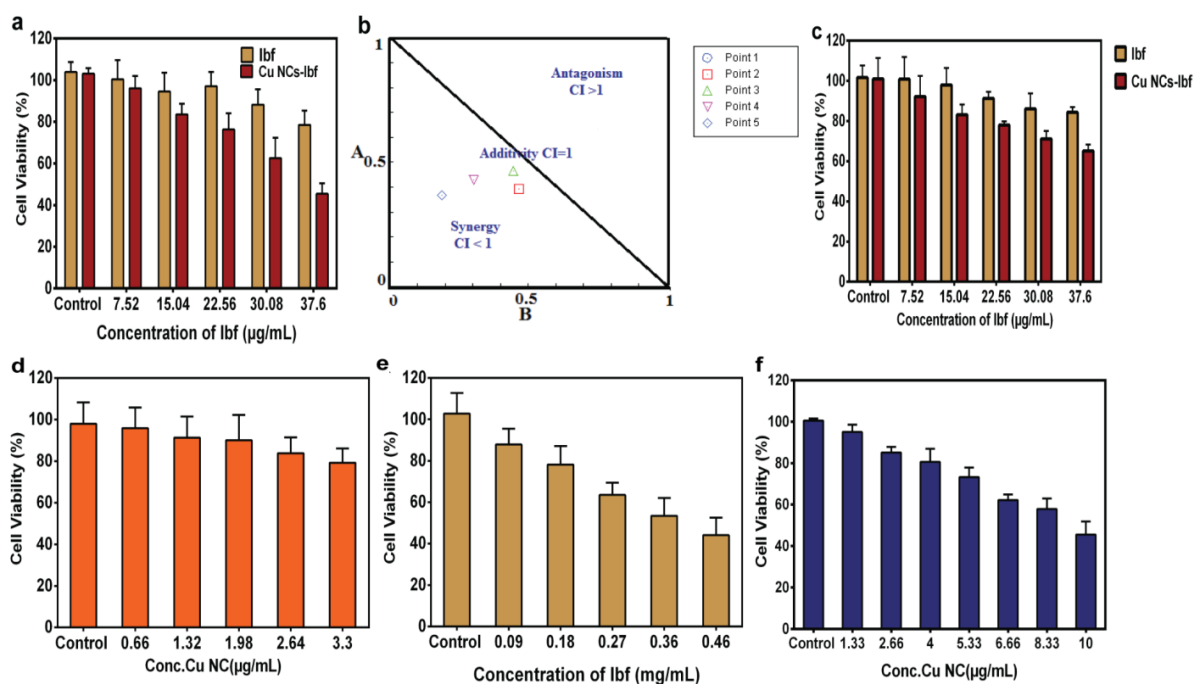 a
120
100
80
60
40
20
0
Cell Viability (%)
Ibf
Cu NCs-Ibf
Control 7.52 15.04 22.56 30.08 37.6
Concentration of Ibf (µg/mL)
b
1
A
0.5
0
Antagonism
CI >1
Additivity CI=1
Synergy
CI < 1
0 0.5 1
B
Point 1
Point 2
Point 3
Point 4
Point 5
c
120
100
80
60
40
20
0
Cell Viability (%)
Ibf
Cu NCs-Ibf
Control 7.52 15.04 22.56 30.08 37.6
Concentration of Ibf (µg/mL)
d
120
100
80
60
40
20
0
Cell Viability (%)
Control 0.66 1.32 1.98 2.64 3.3
Conc.Cu NC(µg/mL)
e
120
100
80
60
40
20
0
Cell Viability (%)
Control 0.09 0.18 0.27 0.36 0.46
Concentration of Ibf (mg/mL)
f
120
100
80
60
40
20
0
Cell Viability (%)
Control 1.33 2.66 4 5.33 6.66 8.33 10
Conc.Cu NC(µg/mL)